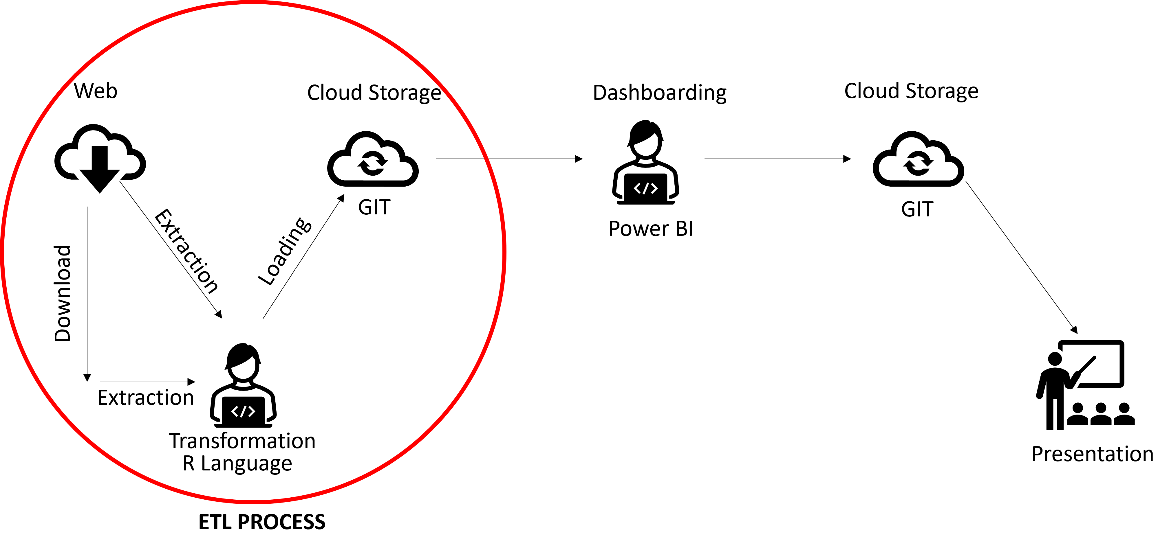 Web
Cloud Storage
Dashboarding
Cloud Storage
GIT
Power BI
GIT
Extraction
Loading
Download
Extraction
Transformation
R Language
Presentation
ETL PROCESS